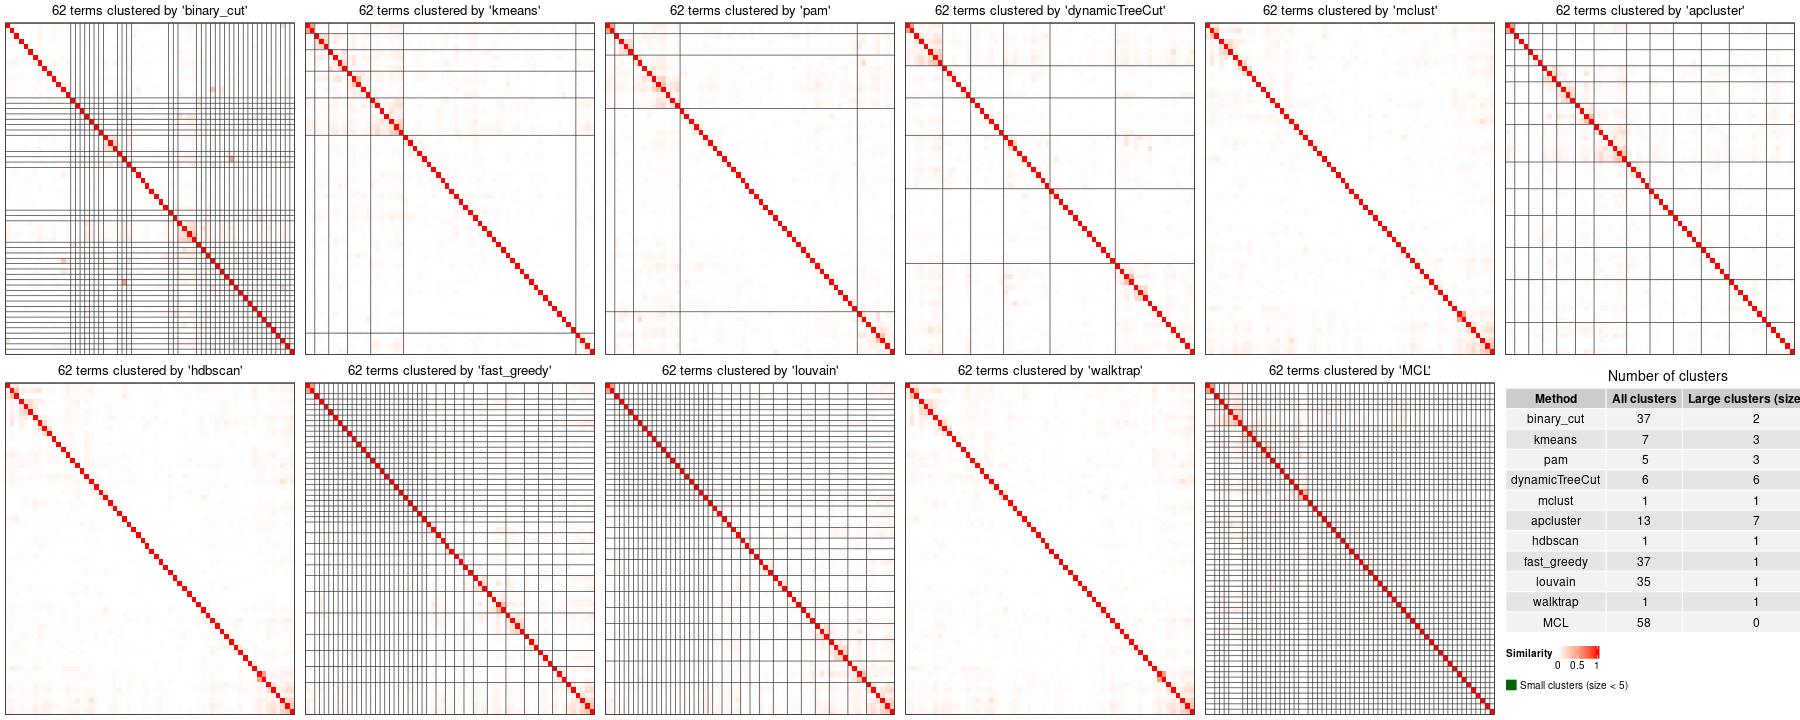 62 terms clustered by 'binary_cut'
62 terms clustered by 'kmeans'
62 terms clustered by 'pam'
62 terms clustered by 'dynamicTreeCut'
62 terms clustered by 'mclust'
62 terms clustered by 'apcluster'
62 terms clustered by 'hdbscan'
62 terms clustered by 'fast_greedy'
62 terms clustered by 'louvain'
62 terms clustered by 'walktrap'
62 terms clustered by 'MCL'
Number of clusters
Method All clusters Large clusters (size
binary_cut 37 2
kmeans 7 3
pam 5 3
dynamicTreeCut 6 6
mclust 1 1
apcluster 13 7
hdbscan 1 1
fast_greedy 37 1
louvain 35 1
walktrap 1 1
MCL 58 0
Similarity
0 0.5 1
Small clusters (size < 5)